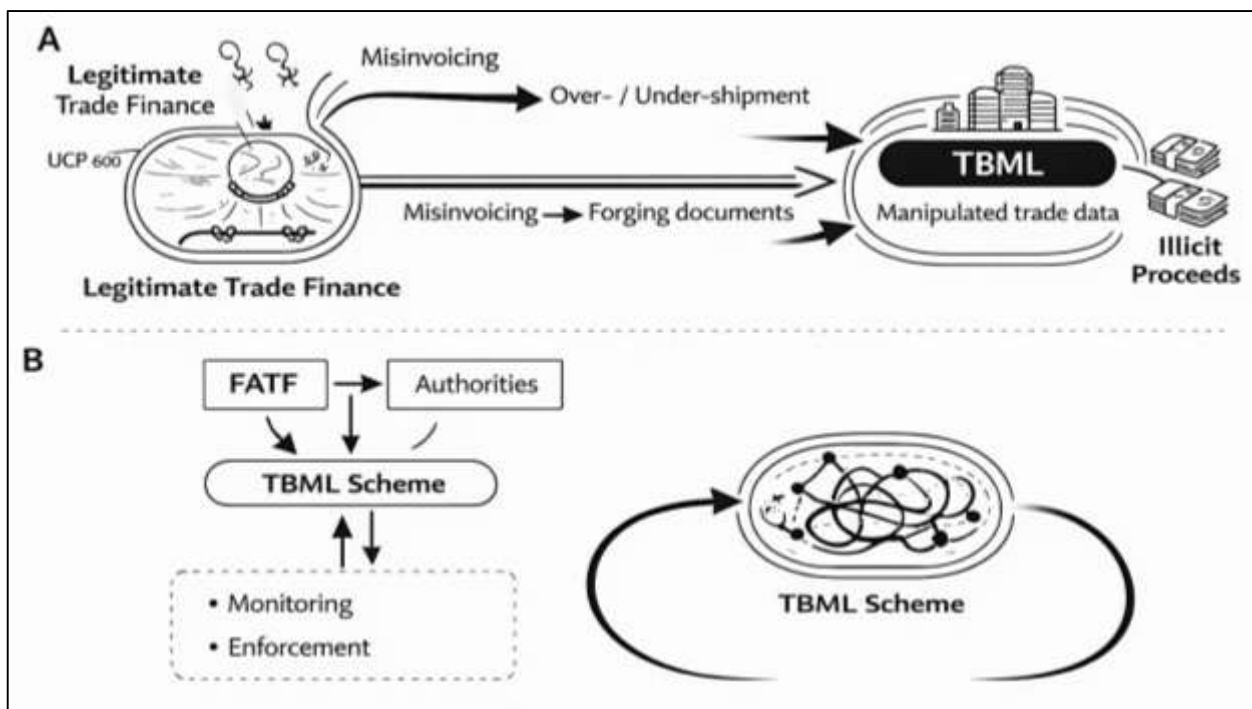 A
Legitimate
Trade Finance
UCP 600
Misinvoicing
Over- / Under-shipment
Misinvoicing → Forging documents
Legitimate Trade Finance
TBML
Manipulated trade data
Illicit
Proceeds
B
FATF
Authorities
TBML Scheme
• Monitoring
• Enforcement
TBML Scheme